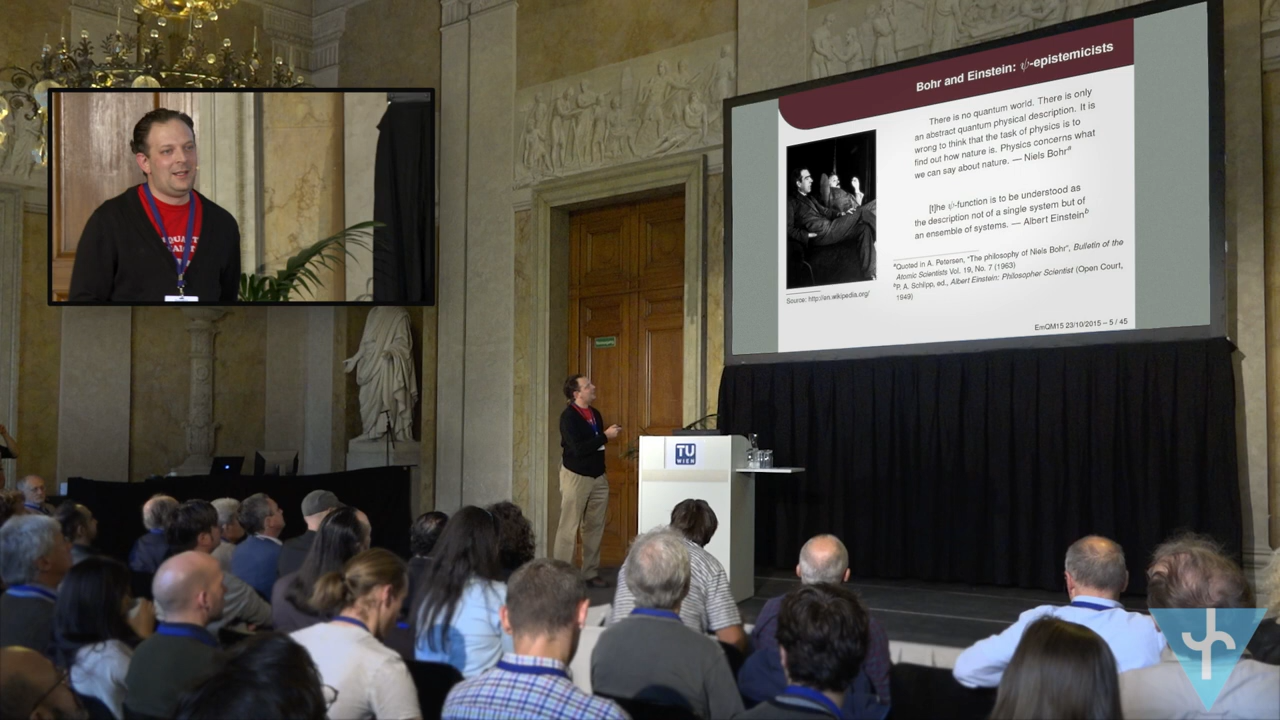 Bohr and Einstein: ψ-epistemicists
There is no quantum world. There is only
an abstract quantum physical description. It is
wrong to think that the task of physics is to
find out how nature is. Physics concerns what
we can say about nature. — Niels Bohrᵃ
[t]he ψ-function is to be understood as
the description not of a single system but of
an ensemble of systems. — Albert Einsteinᵇ
ᵃQuoted in A. Petersen, “The philosophy of Niels Bohr”, Bulletin of the
Atomic Scientists Vol. 19, No. 7 (1963)
ᵇP. A. Schlipp, ed., Albert Einstein: Philosopher Scientist (Open Court,
1949)
Source: http://en.wikipedia.org/
EmQM15 23/10/2015 – 5 / 45
TU
WIEN